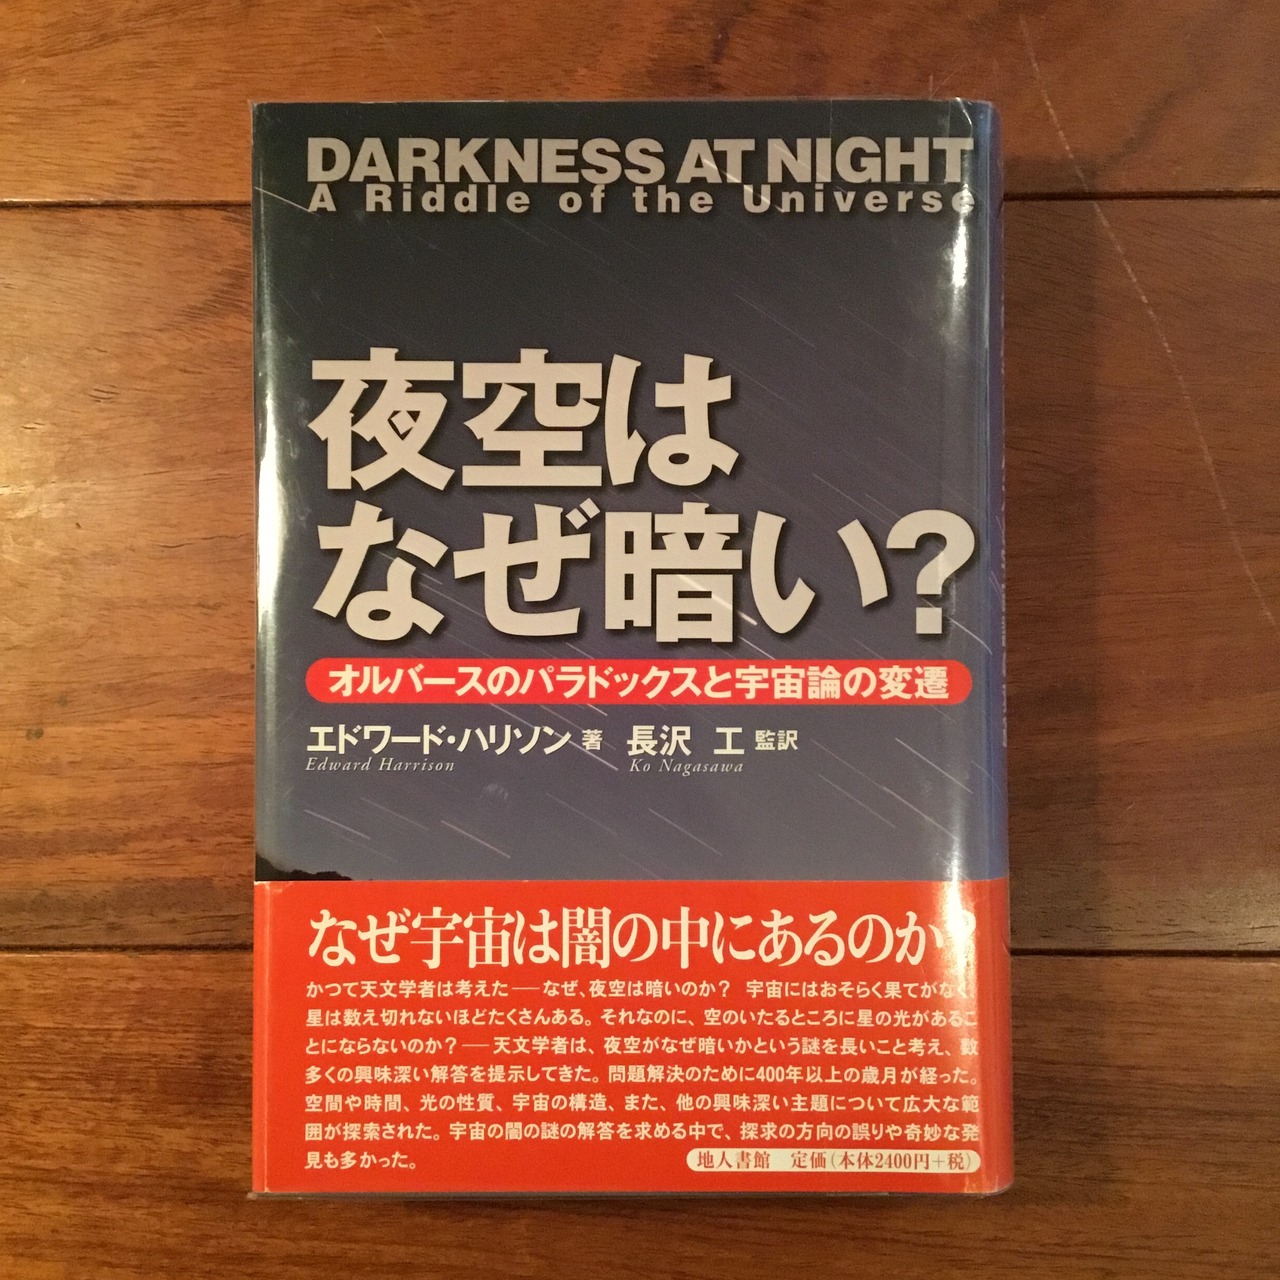 DARKNESS AT NIGHT
A Riddle of the Universe
夜空は
なぜ暗い?
オルバースのパラドックスと宇宙論の変遷
エドワード・ハリソン 著 長沢 工 監訳
Edward Harrison Ko Nagasawa
なぜ宇宙は闇の中にあるのか?
かつて天文学者は考えた──なぜ、夜空は暗いのか? 宇宙にはおそらく果てがなく、
星は数え切れないほどたくさんある。それなのに、空のいたるところに星の光があるこ
とにならないのか?──天文学者は、夜空がなぜ暗いかという謎を長いこと考え、数
多くの興味深い解答を提示してきた。問題解決のために400年以上の歳月が経った。
空間や時間、光の性質、宇宙の構造、また、他の興味深い主題について広大な範
囲が探索された。宇宙の闇の謎の解答を求める中で、探求の方向の誤りや奇妙な発
見も多かった。
地人書館 定価(本体2400円+税)